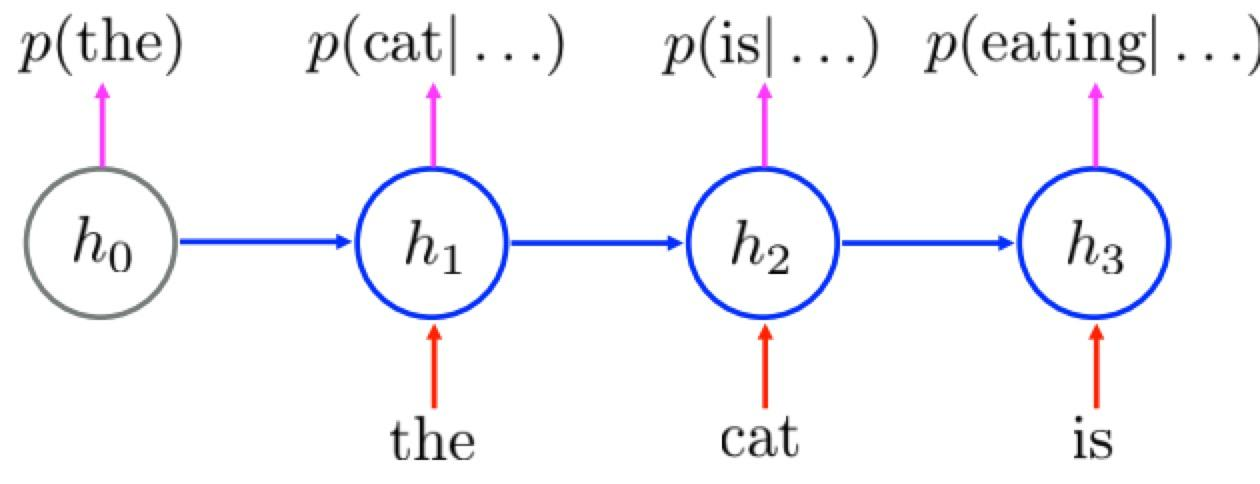 p(the) p(cat| . . .) p(is| . . .) p(eating| . . .)
h₀ h₁ h₂ h₃
the cat is